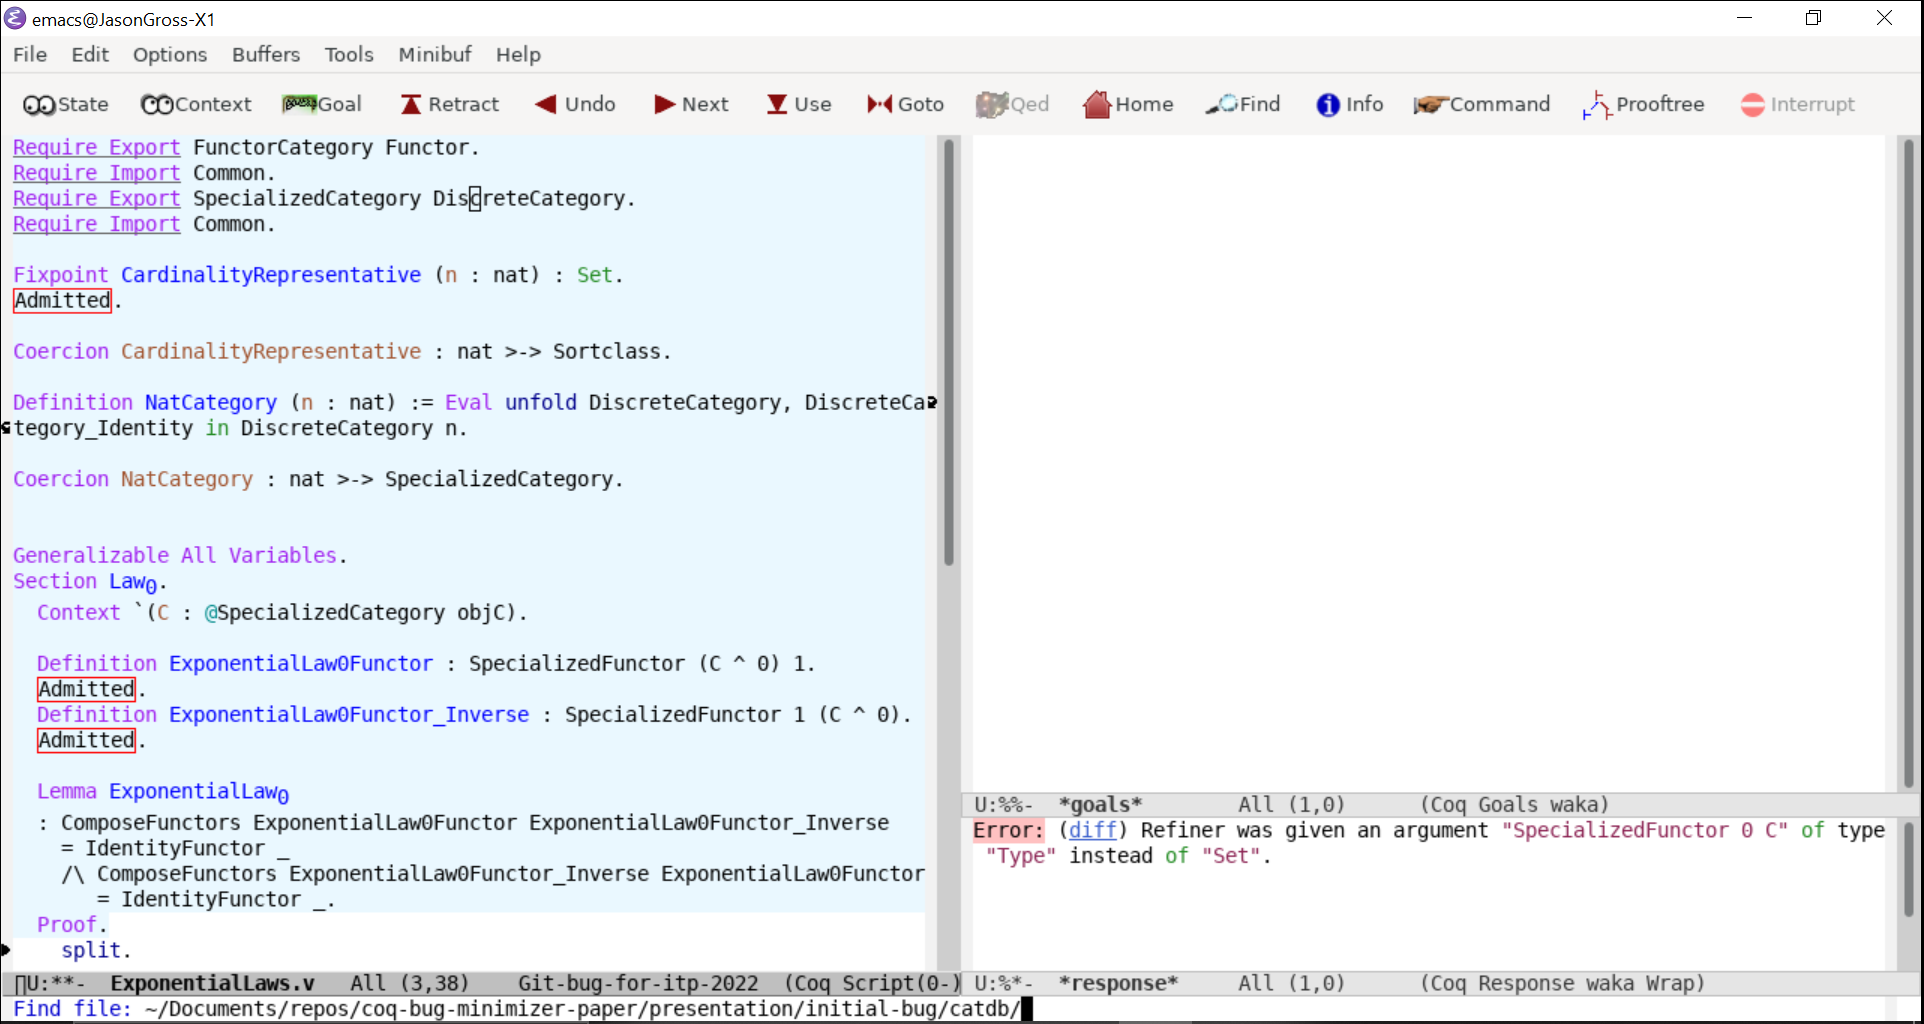 emacs@JasonGross-X1
File Edit Options Buffers Tools Minibuf Help
State Context Goal Retract Undo Next Use Goto Qed Home Find Info Command Prooftree Interrupt
Require Export FunctorCategory Functor.
Require Import Common.
Require Export SpecializedCategory DiscreteCategory.
Require Import Common.
Fixpoint CardinalityRepresentative (n : nat) : Set.
Admitted.
Coercion CardinalityRepresentative : nat >-> Sortclass.
Definition NatCategory (n : nat) := Eval unfold DiscreteCategory, DiscreteCa
tegory_Identity in DiscreteCategory n.
Coercion NatCategory : nat >-> SpecializedCategory.
Generalizable All Variables.
Section Law₀.
  Context `(C : @SpecializedCategory objC).
  Definition ExponentialLaw0Functor : SpecializedFunctor (C ^ 0) 1.
  Admitted.
  Definition ExponentialLaw0Functor_Inverse : SpecializedFunctor 1 (C ^ 0).
  Admitted.
  Lemma ExponentialLaw₀
  : ComposeFunctors ExponentialLaw0Functor ExponentialLaw0Functor_Inverse
    = IdentityFunctor _
    /\ ComposeFunctors ExponentialLaw0Functor_Inverse ExponentialLaw0Functor
       = IdentityFunctor _.
  Proof.
    split.
U:**-  ExponentialLaws.v   All (3,38)    Git-bug-for-itp-2022  (Coq Script(0-)
U:%%-  *goals*        All (1,0)      (Coq Goals waka)
Error: (diff) Refiner was given an argument "SpecializedFunctor 0 C" of type
 "Type" instead of "Set".
U:%*-  *response*     All (1,0)      (Coq Response waka Wrap)
Find file: ~/Documents/repos/coq-bug-minimizer-paper/presentation/initial-bug/catdb/